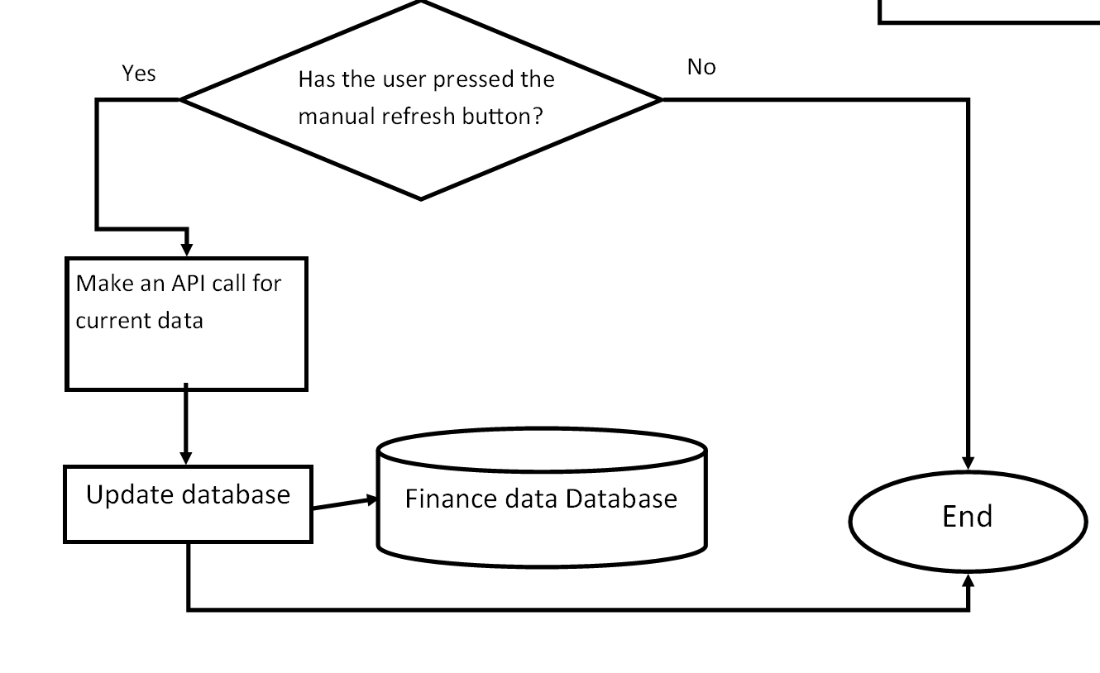 Yes
No
Has the user pressed the
manual refresh button?
Make an API call for
current data
Update database
Finance data Database
End